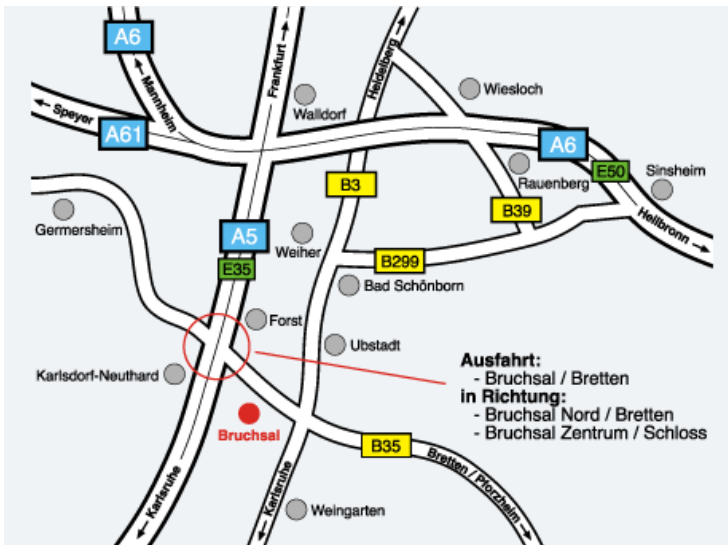 A6
Mannheim
Frankfurt
Heidelberg
Wiesloch
Walldorf
Speyer
A61
A6
E50
Sinsheim
Rauenberg
B3
B39
Heilbronn
Germersheim
A5
Weiher
E35
B299
Bad Schönborn
Forst
Ubstadt
Karlsdorf-Neuthard
Ausfahrt:
- Bruchsal / Bretten
in Richtung:
- Bruchsal Nord / Bretten
- Bruchsal Zentrum / Schloss
Bruchsal
B35
Bretten / Pforzheim
Karlsruhe
Karlsruhe
Weingarten